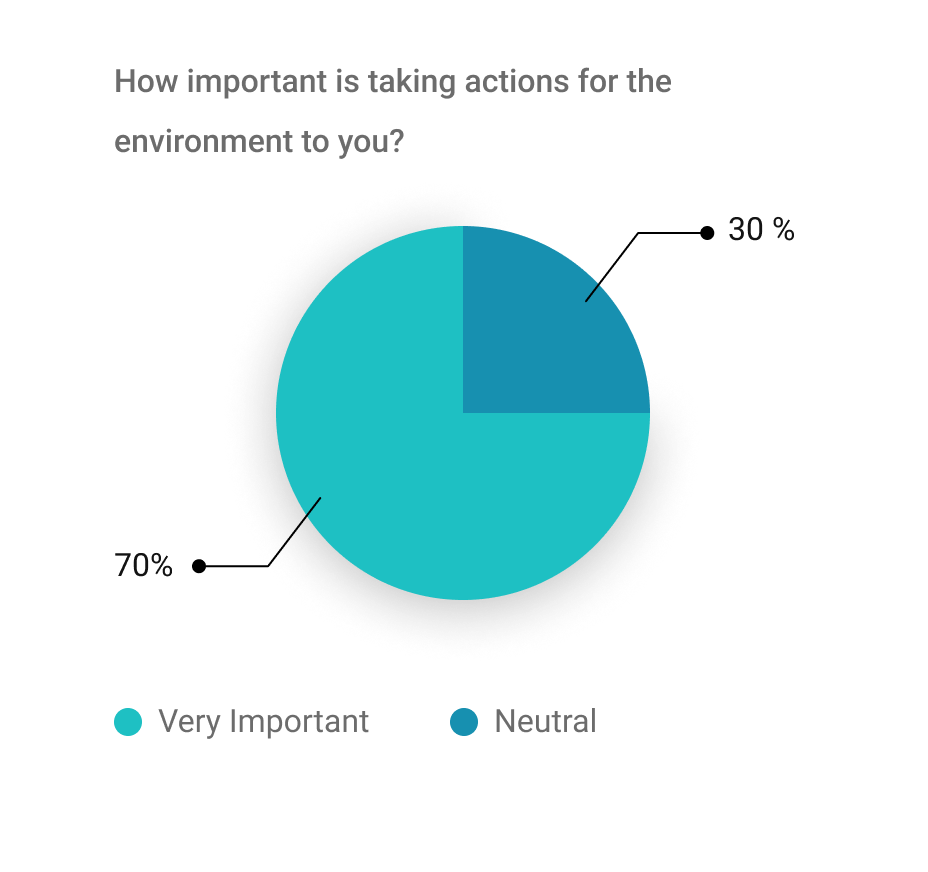 How important is taking actions for the
environment to you?
30 %
70%
Very Important
Neutral